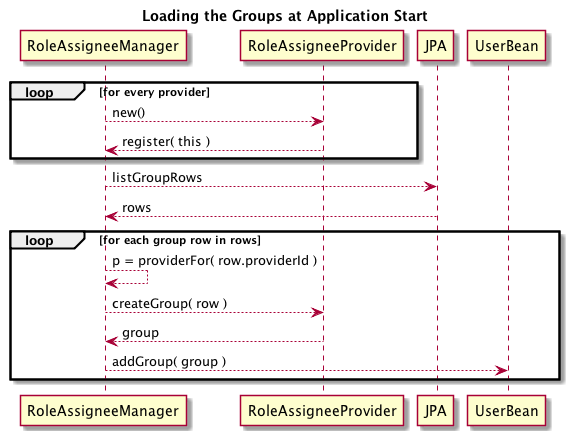 Loading the Groups at Application Start
RoleAssigneeManager RoleAssigneeProvider JPA UserBean
loop [for every provider]
new()
register( this )
listGroupRows
rows
loop [for each group row in rows]
p = providerFor( row.providerId )
createGroup( row )
group
addGroup( group )
RoleAssigneeManager RoleAssigneeProvider JPA UserBean